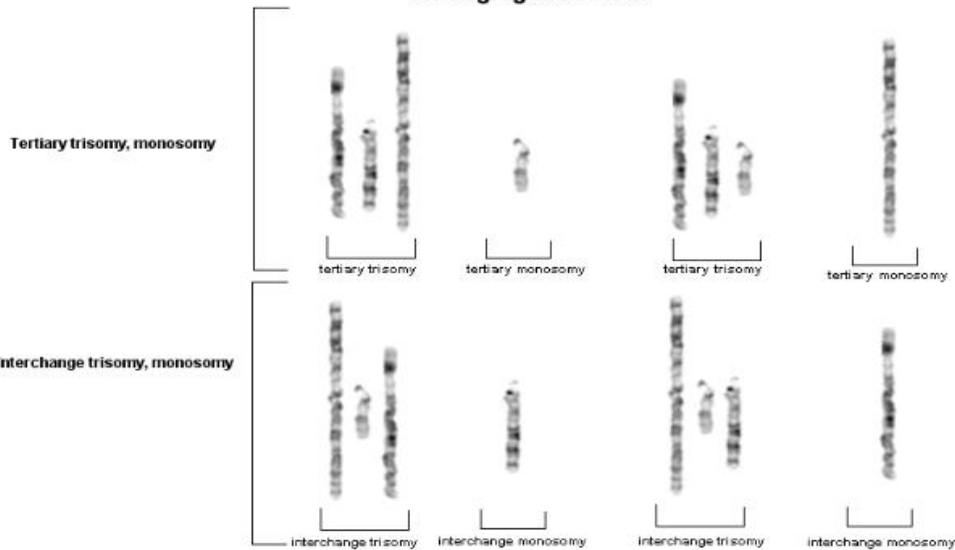 Tertiary trisomy, monosomy
tertiary trisomy
tertiary monosomy
tertiary trisomy
tertiary monosomy
Interchange trisomy, monosomy
interchange trisomy
interchange monosomy
interchange trisomy
interchange monosomy